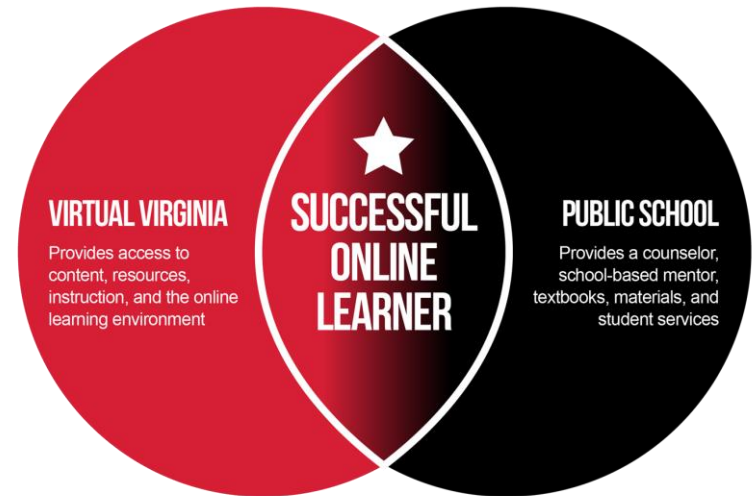 VIRTUAL VIRGINIA
Provides access to
content, resources,
instruction, and the online
learning environment
SUCCESSFUL
ONLINE
LEARNER
PUBLIC SCHOOL
Provides a counselor,
school-based mentor,
textbooks, materials, and
student services